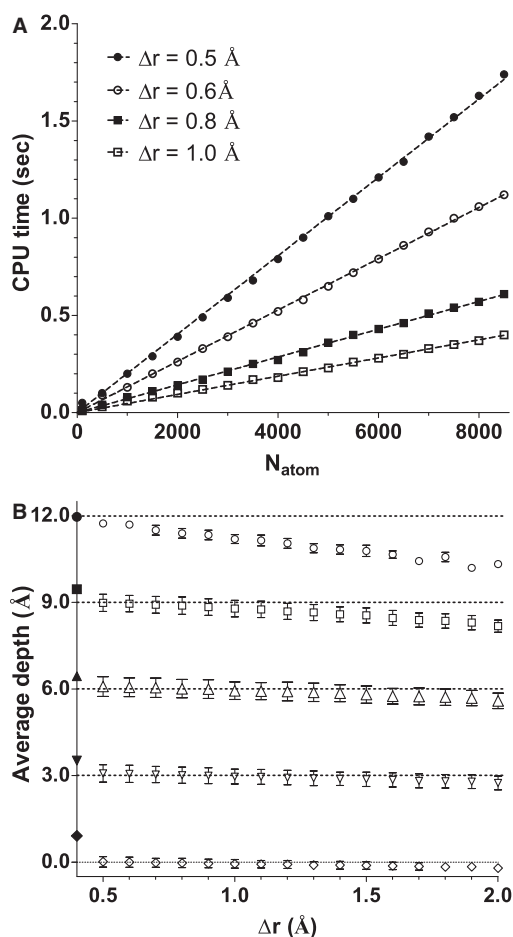 A
2.0
Δr = 0.5 Å
Δr = 0.6Å
Δr = 0.8 Å
Δr = 1.0 Å
1.5
1.0
0.5
0.0
CPU time (sec)
0 2000 4000 6000 8000
Natom
B
12.0
9.0
6.0
3.0
0.0
Average depth (Å)
0.5 1.0 1.5 2.0
Δr (Å)